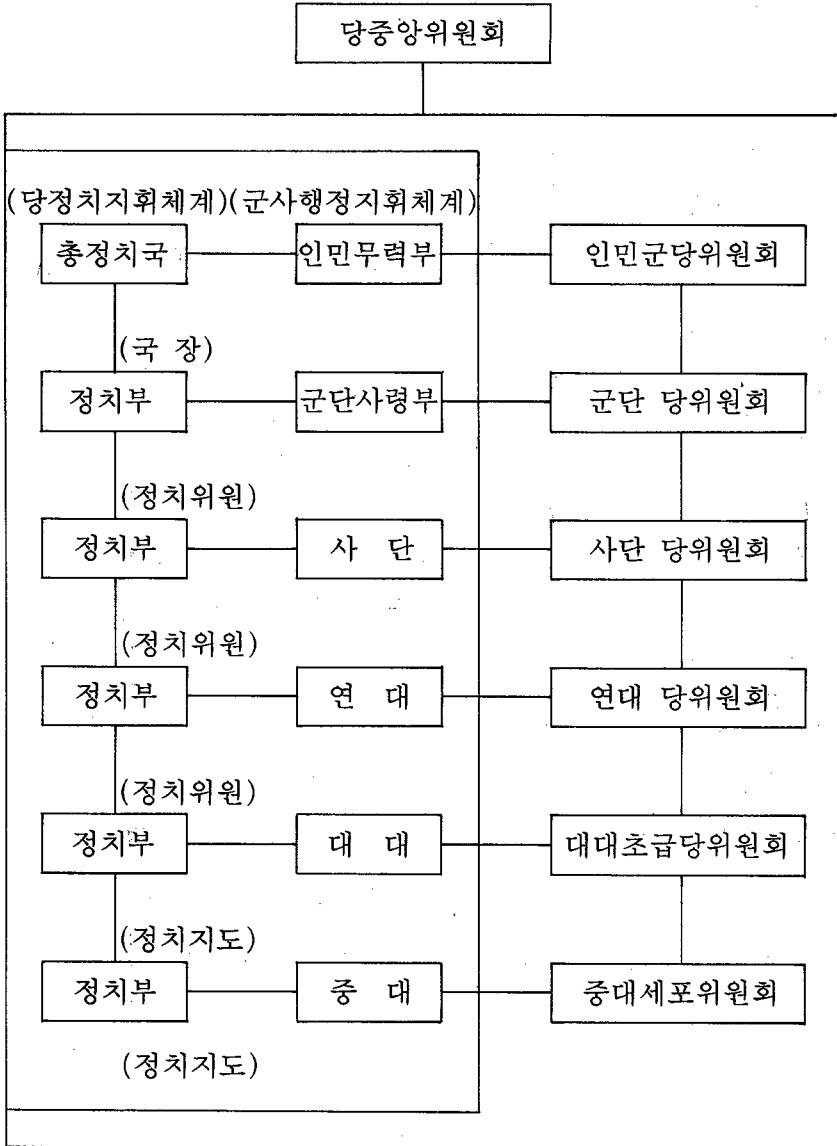 당중앙위원회
(당정치지휘체계)(군사행정지휘체계)
총정치국 인민무력부 인민군당위원회
(국 장)
정치부 군단사령부 군단 당위원회
(정치위원)
정치부 사 단 사단 당위원회
(정치위원)
정치부 연 대 연대 당위원회
(정치위원)
정치부 대 대 대대초급당위원회
(정치지도)
정치부 중 대 중대세포위원회
(정치지도)